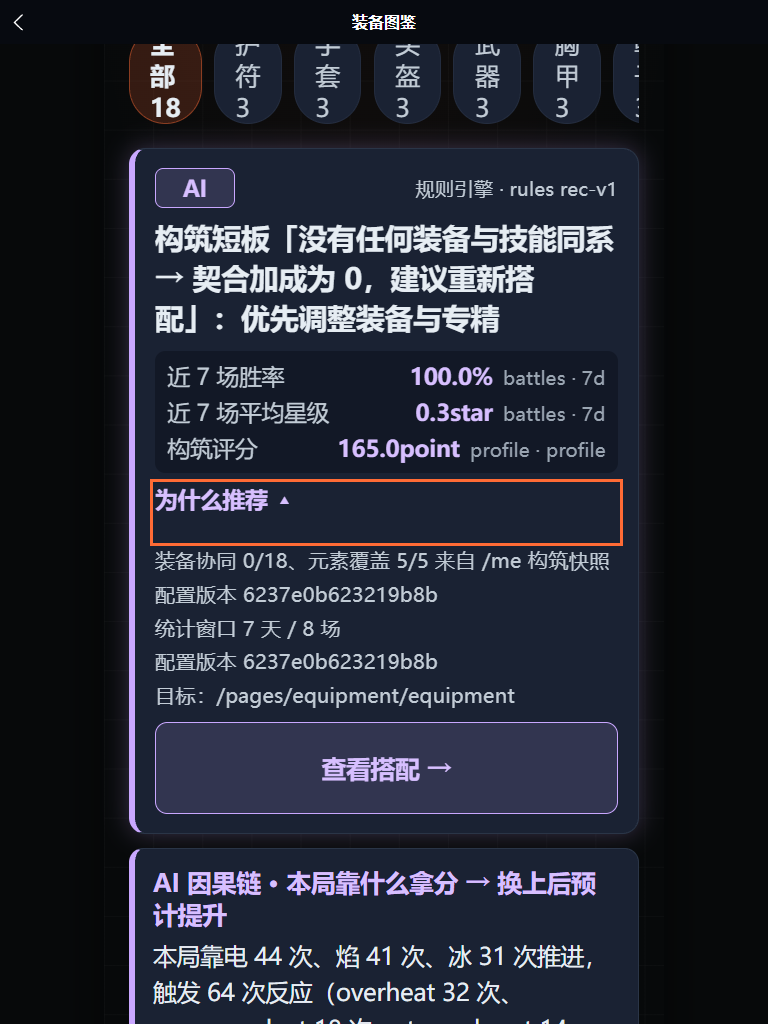 装备图鉴
全部 18
护符 3
手套 3
头盔 3
武器 3
胸甲 3
AI
规则引擎 · rules rec-v1
构筑短板「没有任何装备与技能同系
→ 契合加成为 0，建议重新搭
配」：优先调整装备与专精
近 7 场胜率 100.0% battles · 7d
近 7 场平均星级 0.3star battles · 7d
构筑评分 165.0point profile · profile
为什么推荐 ▲
装备协同 0/18、元素覆盖 5/5 来自 /me 构筑快照
配置版本 6237e0b623219b8b
统计窗口 7 天 / 8 场
配置版本 6237e0b623219b8b
目标：/pages/equipment/equipment
查看搭配 →
AI 因果链 · 本局靠什么拿分 → 换上后预
计提升
本局靠电 44 次、焰 41 次、冰 31 次推进，
触发 64 次反应（overheat 32 次、